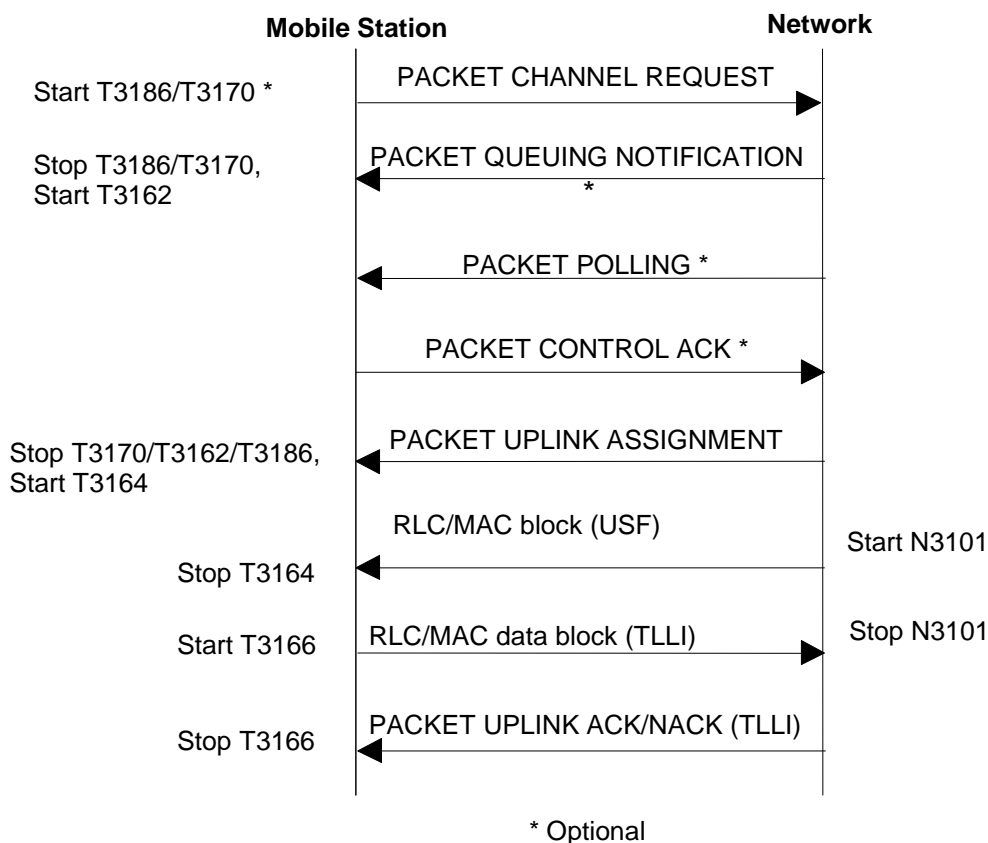 Mobile Station
Network
PACKET CHANNEL REQUEST
Start T3186/T3170 *
PACKET QUEUING NOTIFICATION
*
Stop T3186/T3170,
Start T3162
PACKET POLLING *
PACKET CONTROL ACK *
PACKET UPLINK ASSIGNMENT
Stop T3170/T3162/T3186,
Start T3164
RLC/MAC block (USF)
Start N3101
Stop T3164
RLC/MAC data block (TLLI)
Stop N3101
Start T3166
PACKET UPLINK ACK/NACK (TLLI)
Stop T3166
* Optional